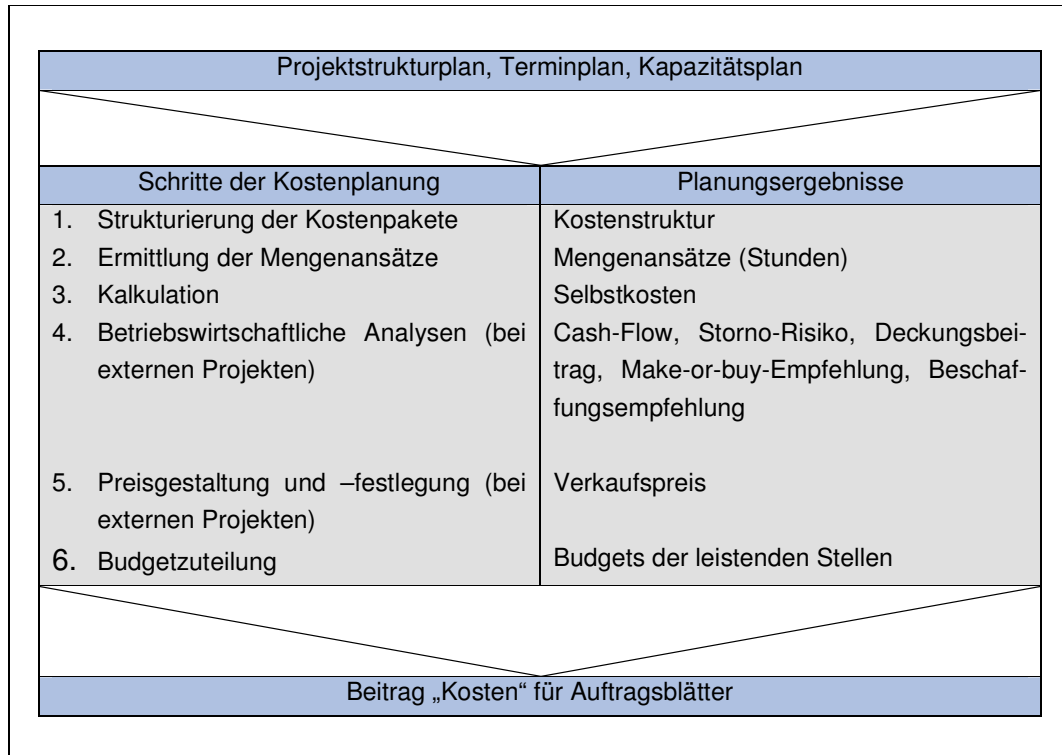 Projektstrukturplan, Terminplan, Kapazitätsplan
Schritte der Kostenplanung
Planungsergebnisse
1. Strukturierung der Kostenpakete
Kostenstruktur
2. Ermittlung der Mengenansätze
Mengenansätze (Stunden)
3. Kalkulation
Selbstkosten
4. Betriebswirtschaftliche Analysen (bei
externen Projekten)
Cash-Flow, Storno-Risiko, Deckungsbei-
trag, Make-or-buy-Empfehlung, Beschaf-
fungsempfehlung
5. Preisgestaltung und –festlegung (bei
externen Projekten)
Verkaufspreis
6. Budgetzuteilung
Budgets der leistenden Stellen
Beitrag „Kosten“ für Auftragsblätter